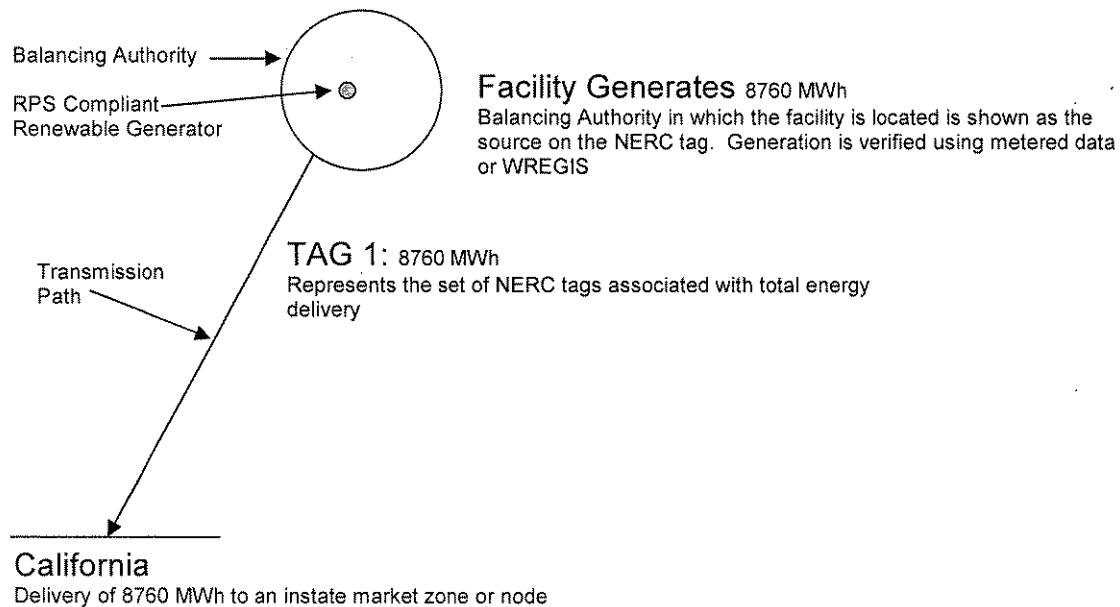 Balancing Authority
RPS Compliant
Renewable Generator
Facility Generates 8760 MWh
Balancing Authority in which the facility is located is shown as the
source on the NERC tag. Generation is verified using metered data
or WREGIS
TAG 1: 8760 MWh
Represents the set of NERC tags associated with total energy
delivery
Transmission
Path
California
Delivery of 8760 MWh to an instate market zone or node